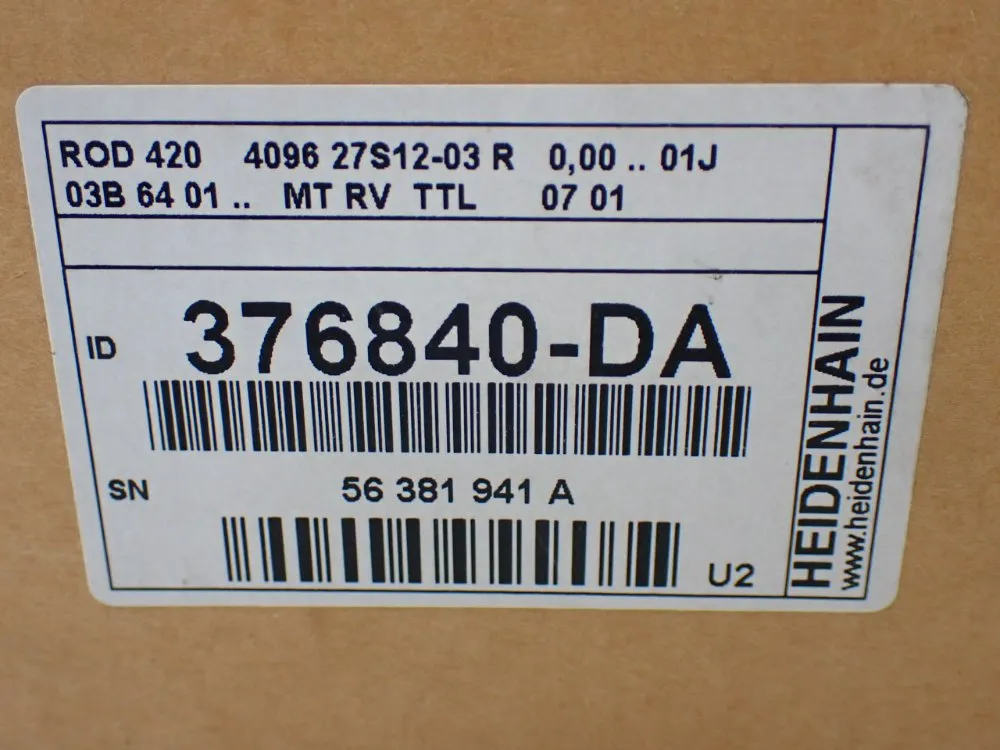 ROD 420 4096 27S12-03 R 0,00 .. 01J
03B 64 01 .. MT RV TTL 07 01
ID 376840-DA
SN 56 381 941 A
U2
HEIDENHAIN
www.heidenhain.de